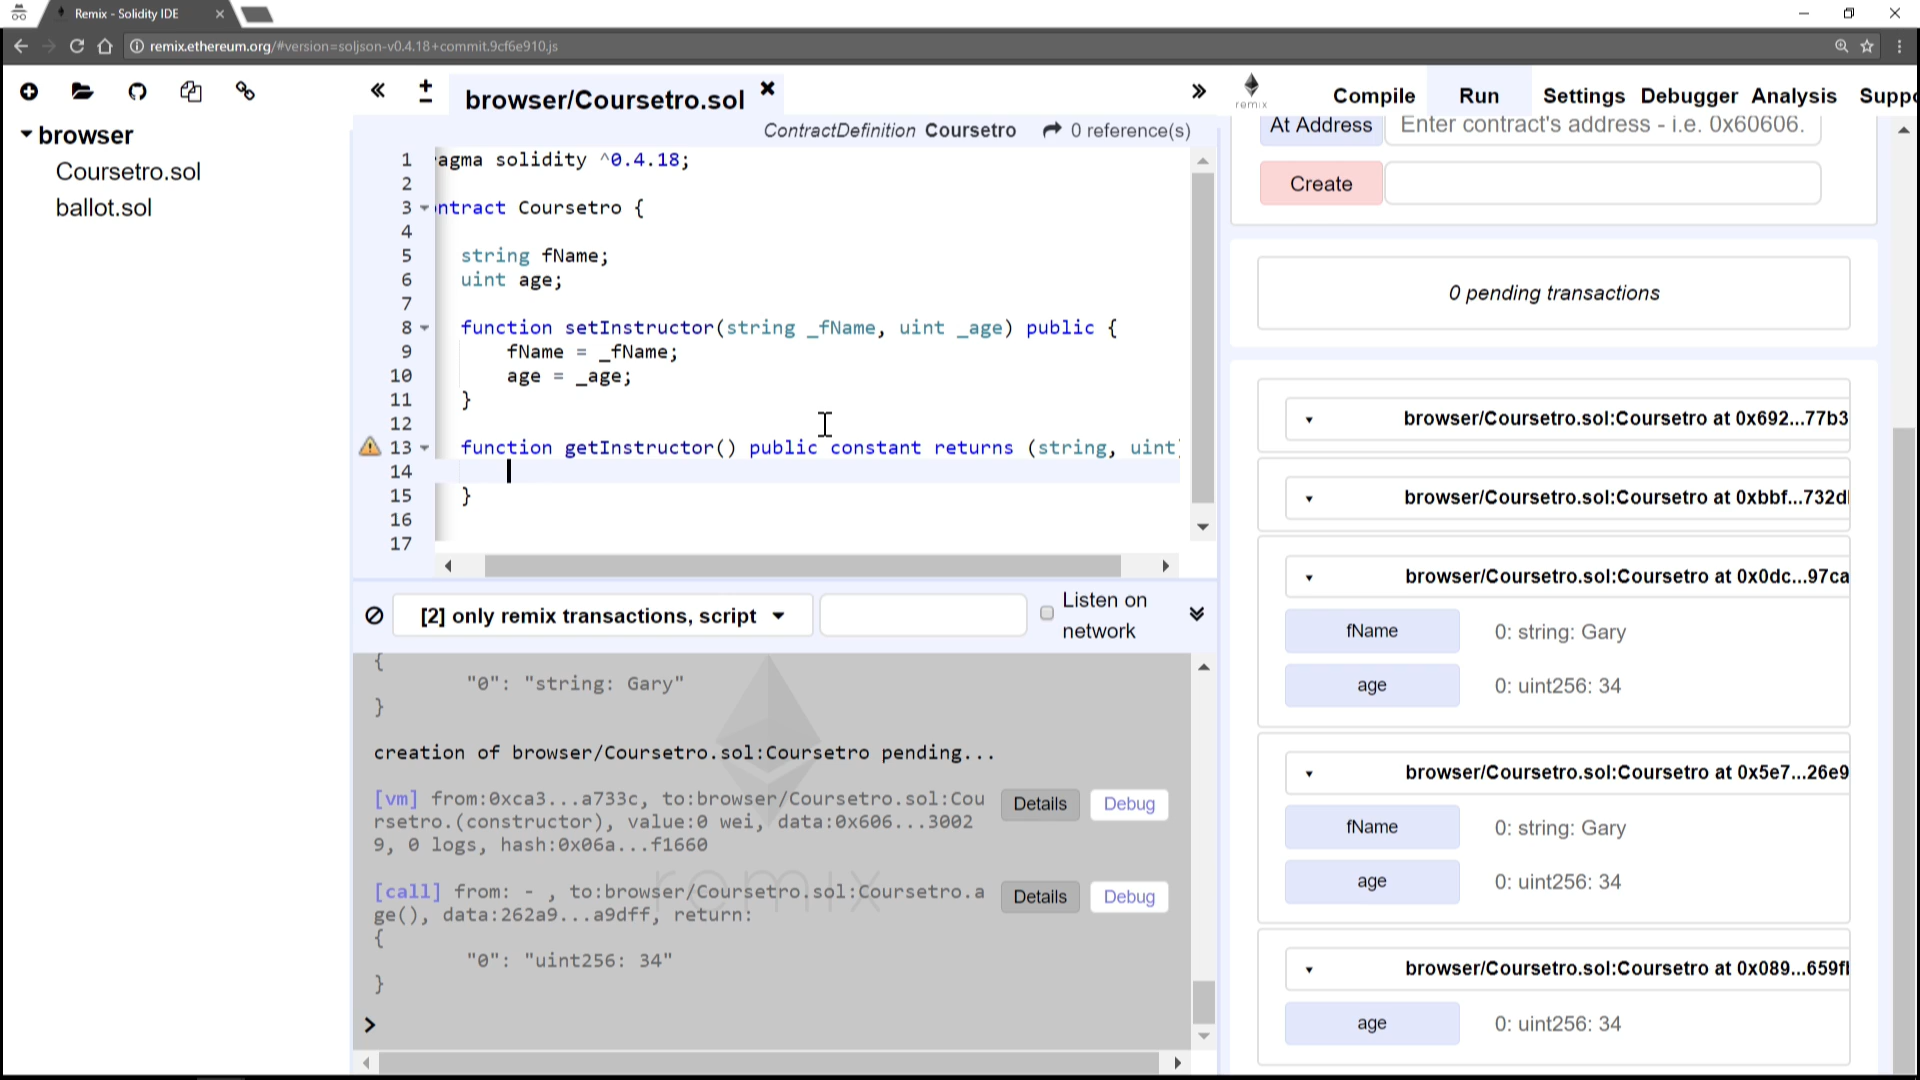 Remix - Solidity IDE
remix.ethereum.org/#version=soljson-v0.4.18+commit.9cf6e910.js
browser
Coursetro.sol
ballot.sol
browser/Coursetro.sol
ContractDefinition Coursetro 0 reference(s)
1 agma solidity ^0.4.18;
2
3 ntract Coursetro {
4
5 string fName;
6 uint age;
7
8 function setInstructor(string _fName, uint _age) public {
9 fName = _fName;
10 age = _age;
11 }
12
13 function getInstructor() public constant returns (string, uint
14
15 }
16
17
[2] only remix transactions, script
Listen on
network
{
"0": "string: Gary"
}
creation of browser/Coursetro.sol:Coursetro pending...
[vm] from:0xca3...a733c, to:browser/Coursetro.sol:Cou
rsetro.(constructor), value:0 wei, data:0x606...3002
9, 0 logs, hash:0x06a...f1660
Details Debug
[call] from: - , to:browser/Coursetro.sol:Coursetro.a
ge(), data:262a9...a9dff, return:
{
"0": "uint256: 34"
}
Details Debug
>
remix
remix
Compile Run Settings Debugger Analysis Suppo
At Address Enter contract's address - i.e. 0x60606.
Create
0 pending transactions
browser/Coursetro.sol:Coursetro at 0x692...77b3
browser/Coursetro.sol:Coursetro at 0xbbf...732d
browser/Coursetro.sol:Coursetro at 0x0dc...97ca
fName 0: string: Gary
age 0: uint256: 34
browser/Coursetro.sol:Coursetro at 0x5e7...26e9
fName 0: string: Gary
age 0: uint256: 34
browser/Coursetro.sol:Coursetro at 0x089...659f
age 0: uint256: 34